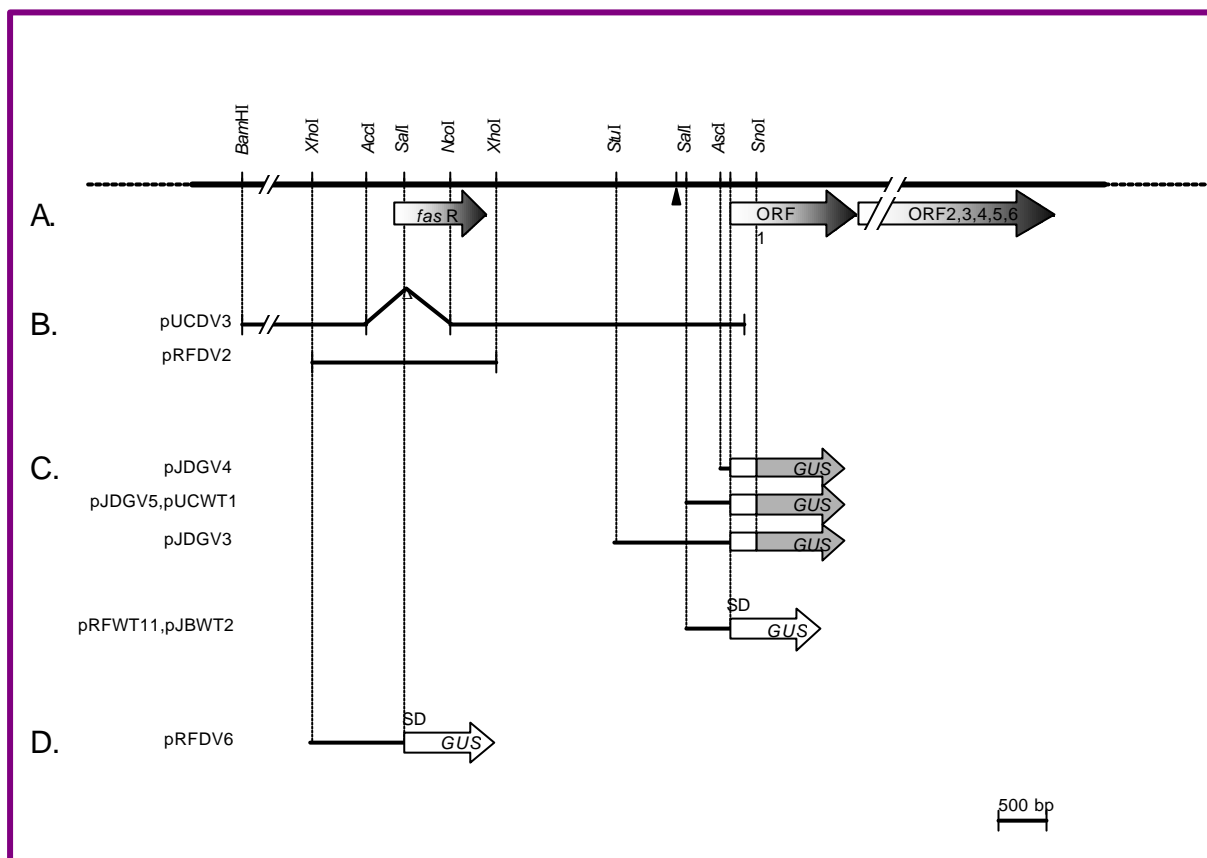 BamHI XhoI AccI SalI NcoI XhoI StuI SalI AscI SnoI
A.
fas R
ORF
1
ORF2,3,4,5,6
B.
pUCDV3
Δ
pRFDV2
C.
pJDGV4
GUS
pJDGV5,pUCWT1
GUS
pJDGV3
GUS
SD
pRFWT11,pJBWT2
GUS
SD
D.
pRFDV6
GUS
500 bp